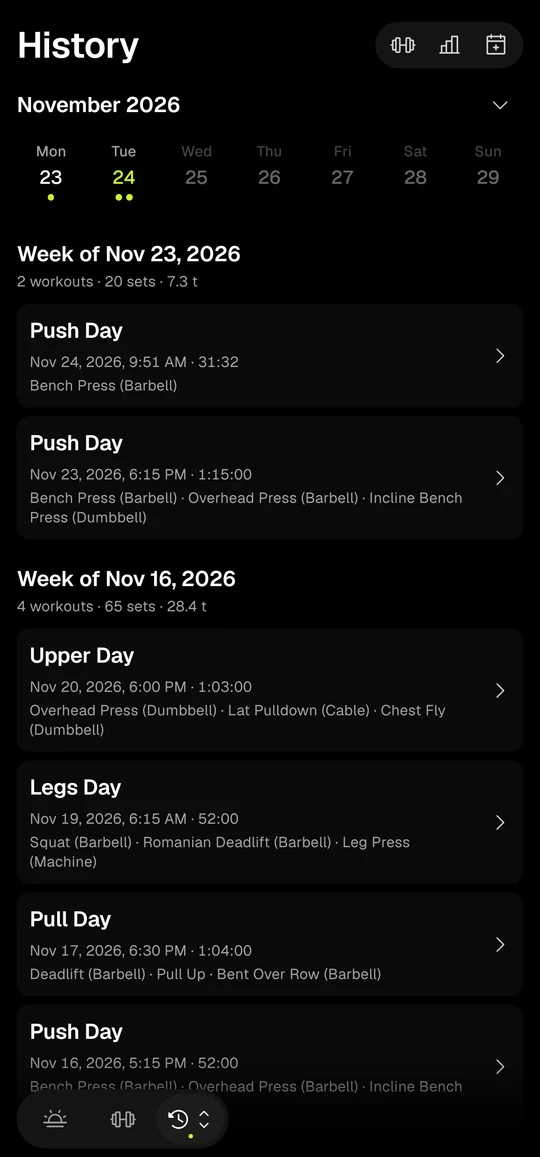 History
November 2026
Mon Tue Wed Thu Fri Sat Sun
23 24 25 26 27 28 29
Week of Nov 23, 2026
2 workouts · 20 sets · 7.3 t
Push Day
Nov 24, 2026, 9:51 AM · 31:32
Bench Press (Barbell)
Push Day
Nov 23, 2026, 6:15 PM · 1:15:00
Bench Press (Barbell) · Overhead Press (Barbell) · Incline Bench
Press (Dumbbell)
Week of Nov 16, 2026
4 workouts · 65 sets · 28.4 t
Upper Day
Nov 20, 2026, 6:00 PM · 1:03:00
Overhead Press (Dumbbell) · Lat Pulldown (Cable) · Chest Fly
(Dumbbell)
Legs Day
Nov 19, 2026, 6:15 AM · 52:00
Squat (Barbell) · Romanian Deadlift (Barbell) · Leg Press
(Machine)
Pull Day
Nov 17, 2026, 6:30 PM · 1:04:00
Deadlift (Barbell) · Pull Up · Bent Over Row (Barbell)
Push Day
Nov 16, 2026, 5:15 PM · 52:00
Bench Press (Barbell) · Overhead Press (Barbell) · Incline Bench